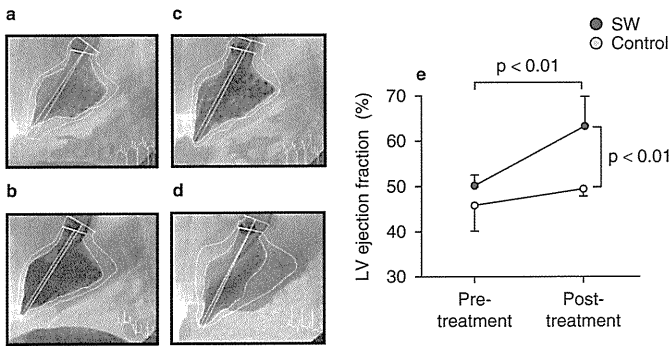 a
c
b
d
SW
Control
e
p < 0.01
LV ejection fraction (%)
70
60
50
40
30
p < 0.01
Pre-
treatment
Post-
treatment